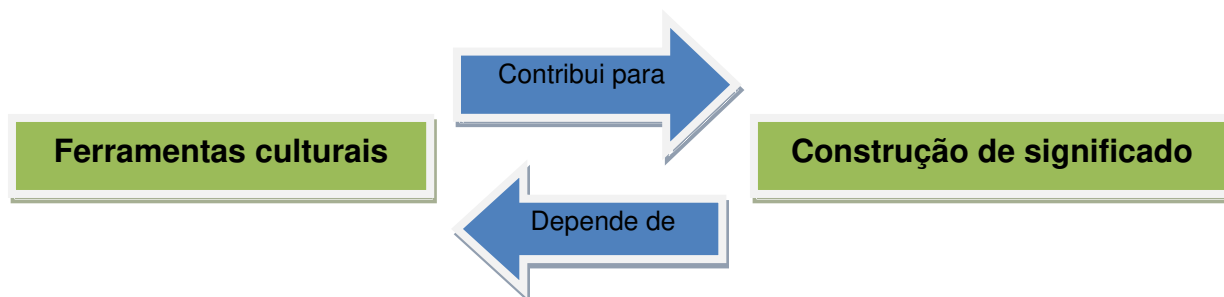 Contribui para
Ferramentas culturais
Construção de significado
Depende de